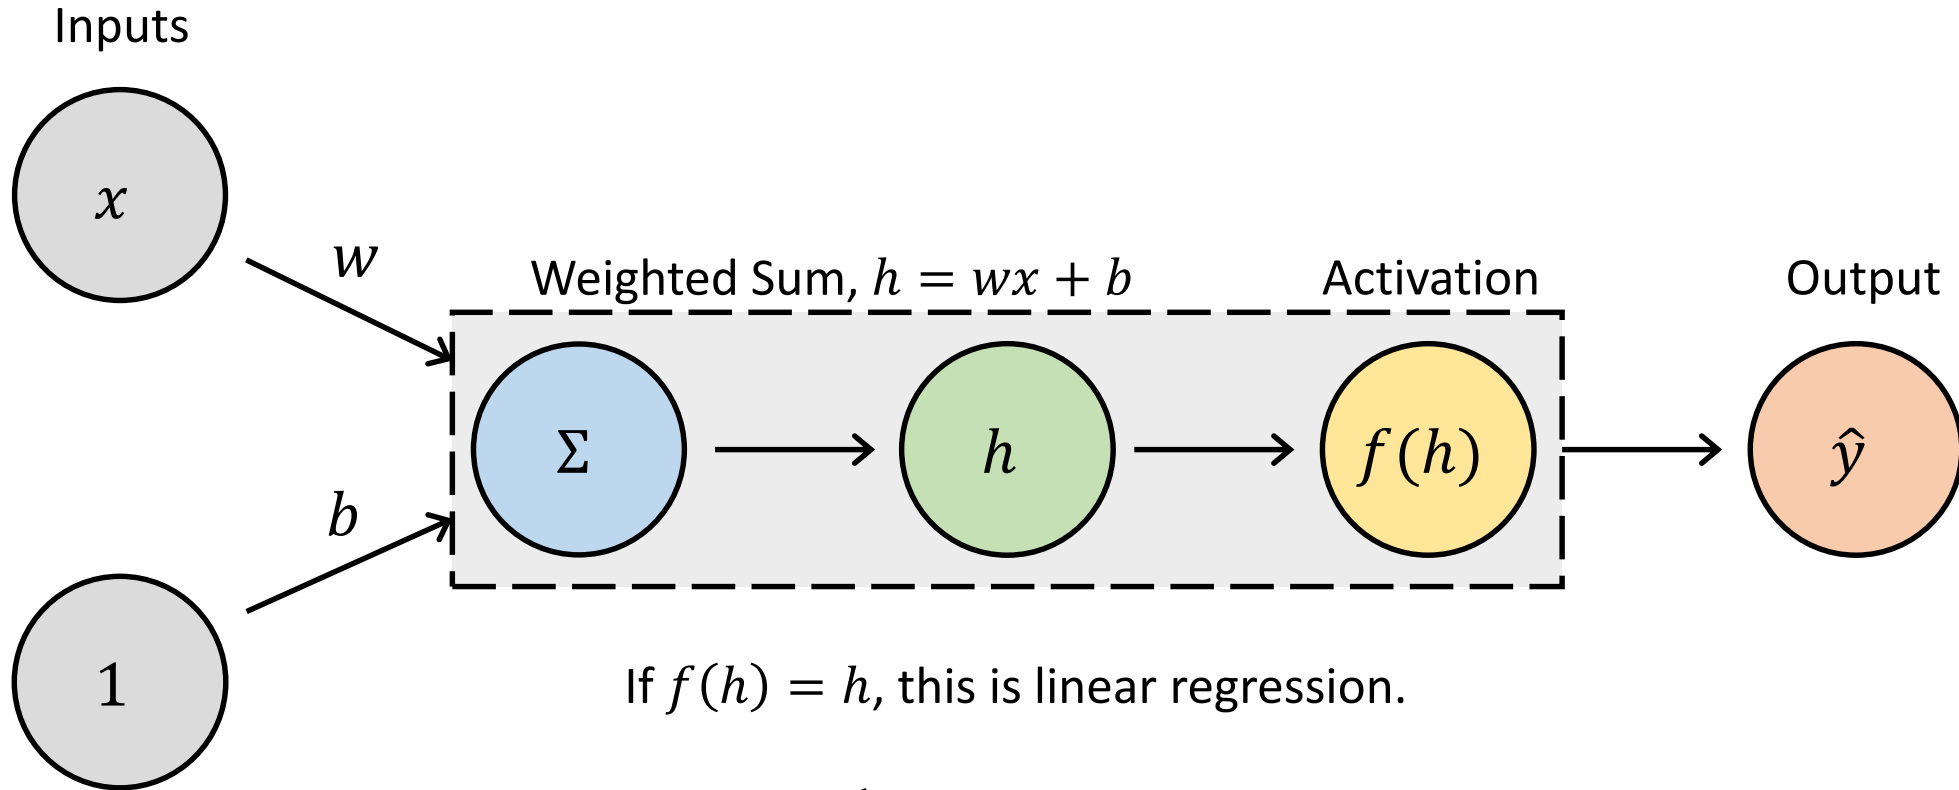 Inputs
x
w
Weighted Sum, h = wx + b
Activation
Output
Σ
h
f(h)
ŷ
b
1
If f(h) = h, this is linear regression.